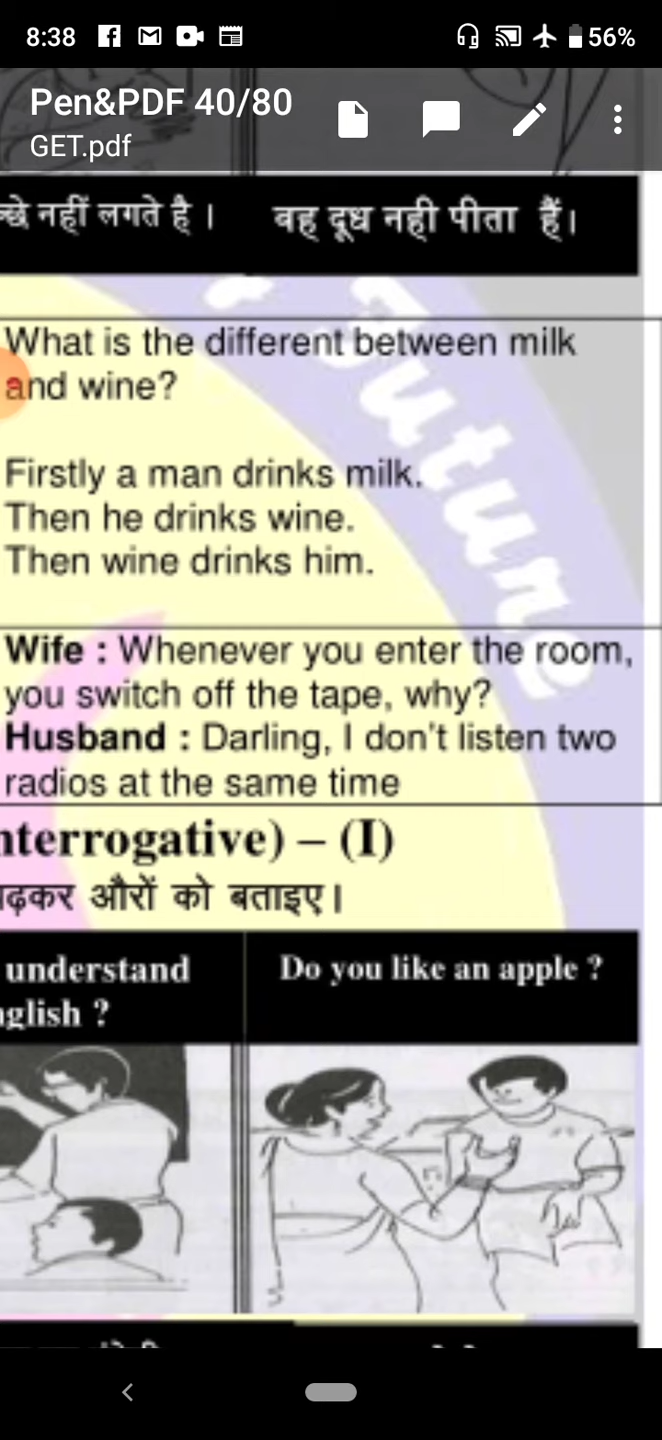 8:38
56%
Pen&PDF 40/80
GET.pdf
नहीं लगते है । वह दूध नही पीता हैं।
Future
What is the different between milk
and wine?
Firstly a man drinks milk.
Then he drinks wine.
Then wine drinks him.
Wife : Whenever you enter the room,
you switch off the tape, why?
Husband : Darling, I don't listen two
radios at the same time
nterrogative) – (I)
औरों को बताइए।
understand
glish ?
Do you like an apple ?